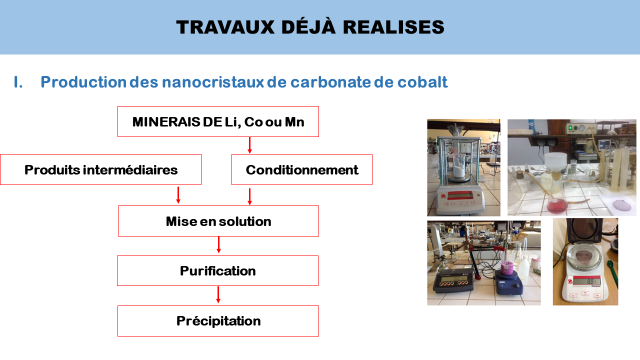 TRAVAUX DÉJÀ REALISES
I. Production des nanocristaux de carbonate de cobalt
MINERAIS DE Li, Co ou Mn
Produits intermédiaires
Conditionnement
Mise en solution
Purification
Précipitation